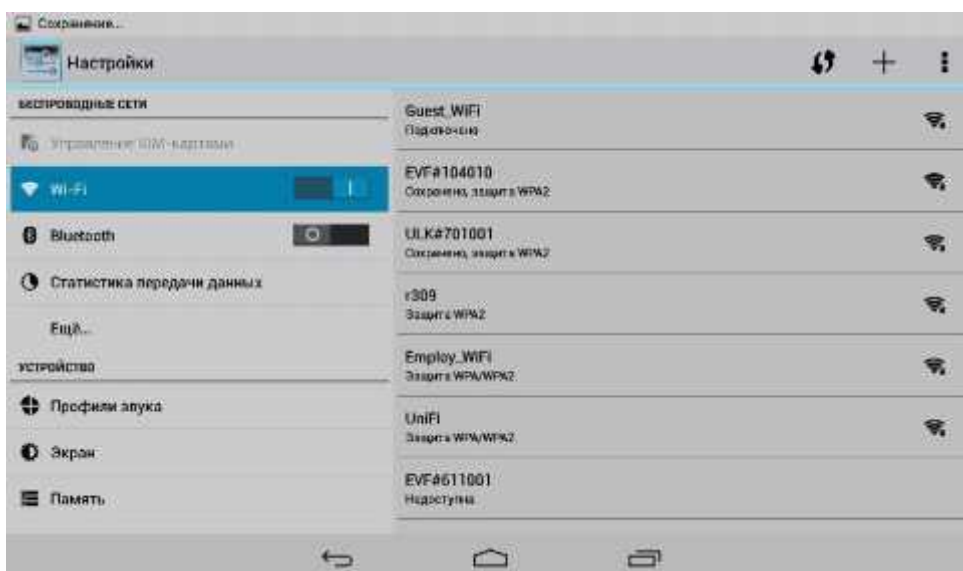 Сохранение...
Настройки
БЕСПРОВОДНЫЕ СЕТИ
Управление SIM-картами
Wi-Fi
Bluetooth
Статистика передачи данных
Ещё...
УСТРОЙСТВО
Профили звука
Экран
Память
Guest_WiFi
Подключено
EVF#104010
Сохранено, защита WPA2
ULK#701001
Сохранено, защита WPA2
r309
Защита WPA2
Employ_WiFi
Защита WPA/WPA2
UniFi
Защита WPA/WPA2
EVF#611001
Недоступна